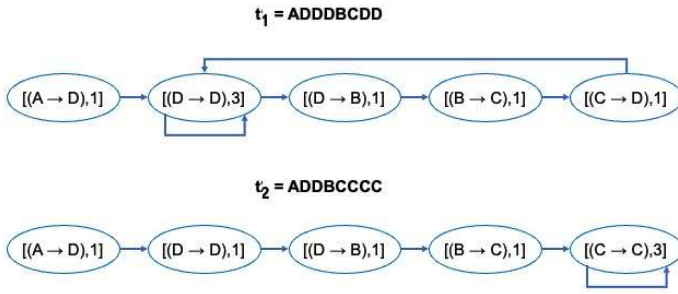 t₁ = ADDDBCDD
[(A → D),1] [(D → D),3] [(D → B),1] [(B → C),1] [(C → D),1]
t₂ = ADDBCCCC
[(A → D),1] [(D → D),1] [(D → B),1] [(B → C),1] [(C → C),3]